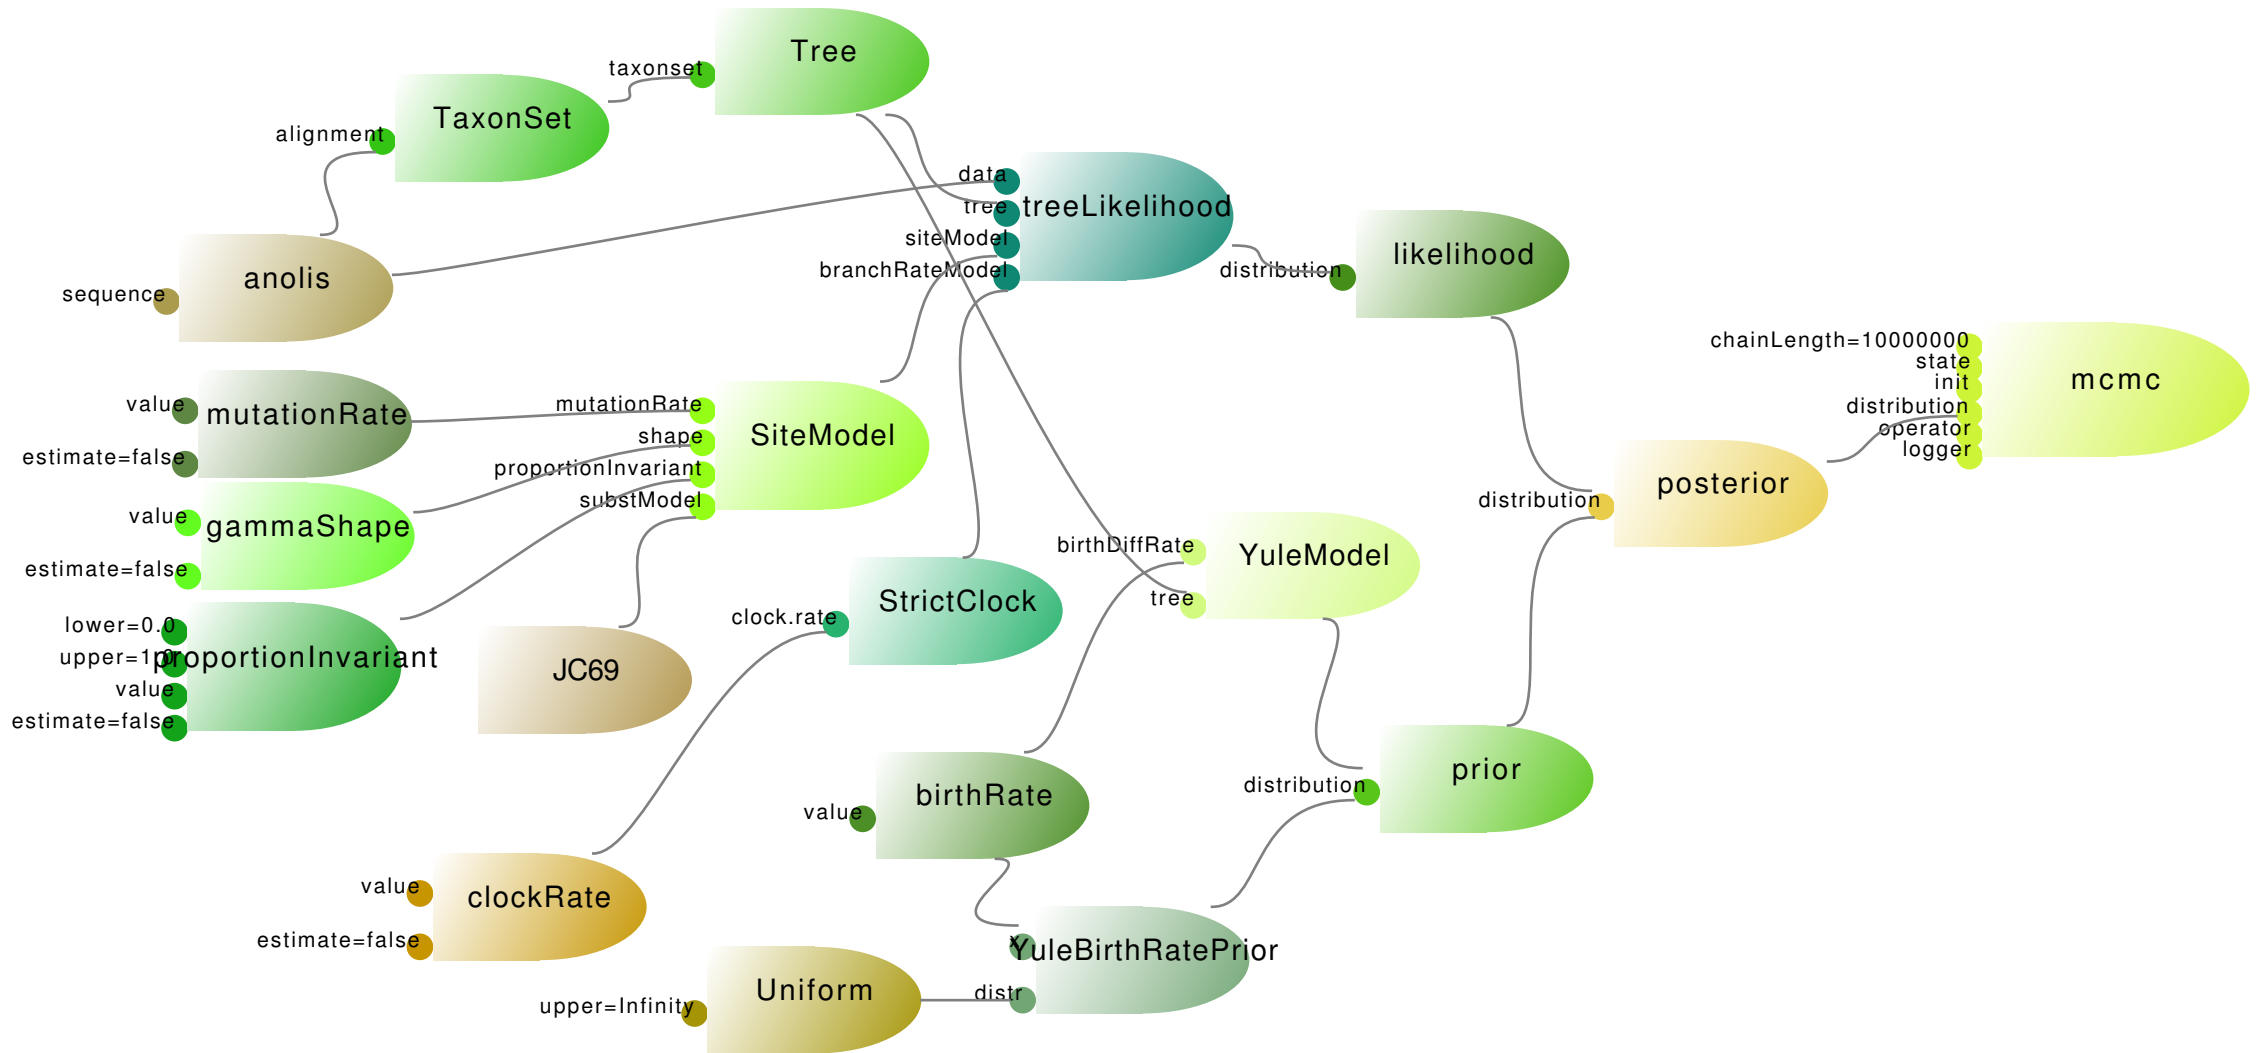 Tree
taxonset
TaxonSet
alignment
data
tree
treeLikelihood
siteModel
branchRateModel
distribution
likelihood
anolis
sequence
chainLength=10000000
state
init
distribution
operator
logger
mcmc
value
mutationRate
estimate=false
mutationRate
shape
proportionInvariant
substModel
SiteModel
posterior
distribution
value
gammaShape
estimate=false
birthDiffRate
YuleModel
tree
clock.rate
StrictClock
lower=0.0
upper=1.0
proportionInvariant
value
estimate=false
JC69
prior
distribution
birthRate
value
value
clockRate
estimate=false
x
YuleBirthRatePrior
distr
Uniform
upper=Infinity